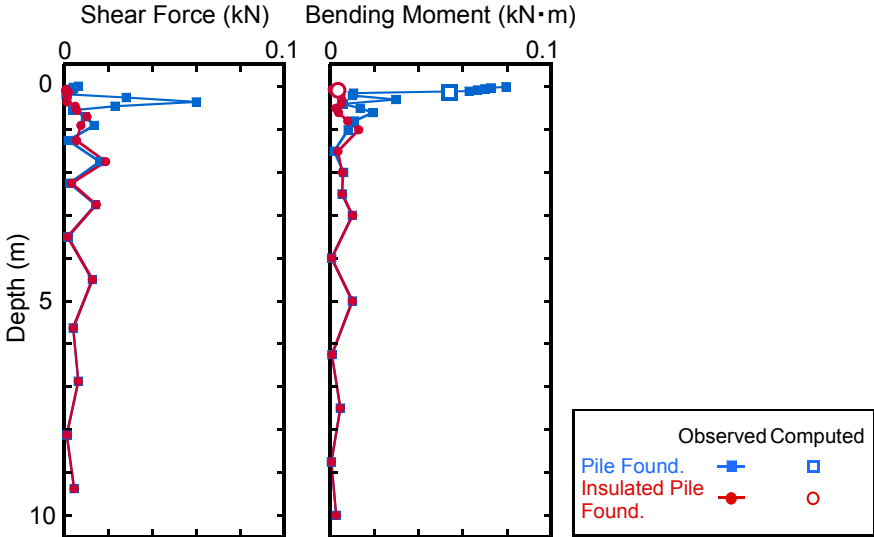 Shear Force (kN)
Bending Moment (kN･m)
0
0.1
0
0.1
0
5
10
Depth (m)
Observed Computed
Pile Found.
Insulated Pile
Found.